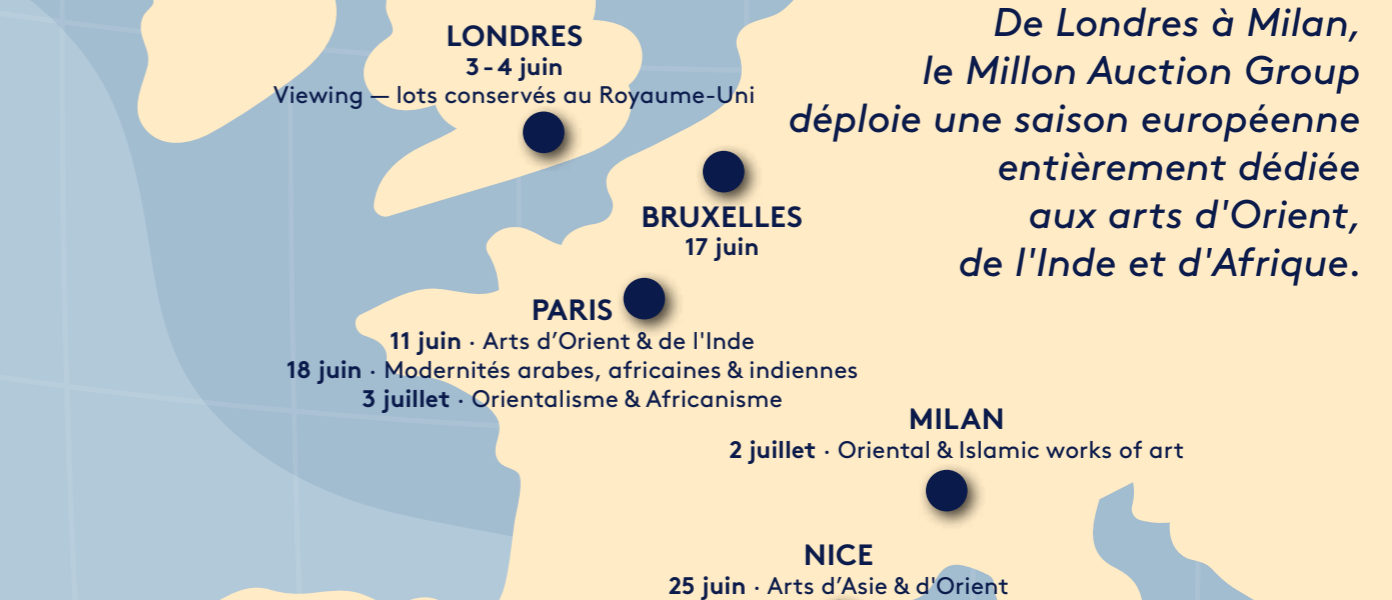 LONDRES
3 - 4 juin
Viewing — lots conservés au Royaume-Uni
De Londres à Milan,
le Millon Auction Group
déploie une saison européenne
entièrement dédiée
aux arts d'Orient,
de l'Inde et d'Afrique.
BRUXELLES
17 juin
PARIS
11 juin · Arts d’Orient & de l'Inde
18 juin · Modernités arabes, africaines & indiennes
3 juillet · Orientalisme & Africanisme
MILAN
2 juillet · Oriental & Islamic works of art
NICE
25 juin · Arts d’Asie & d'Orient